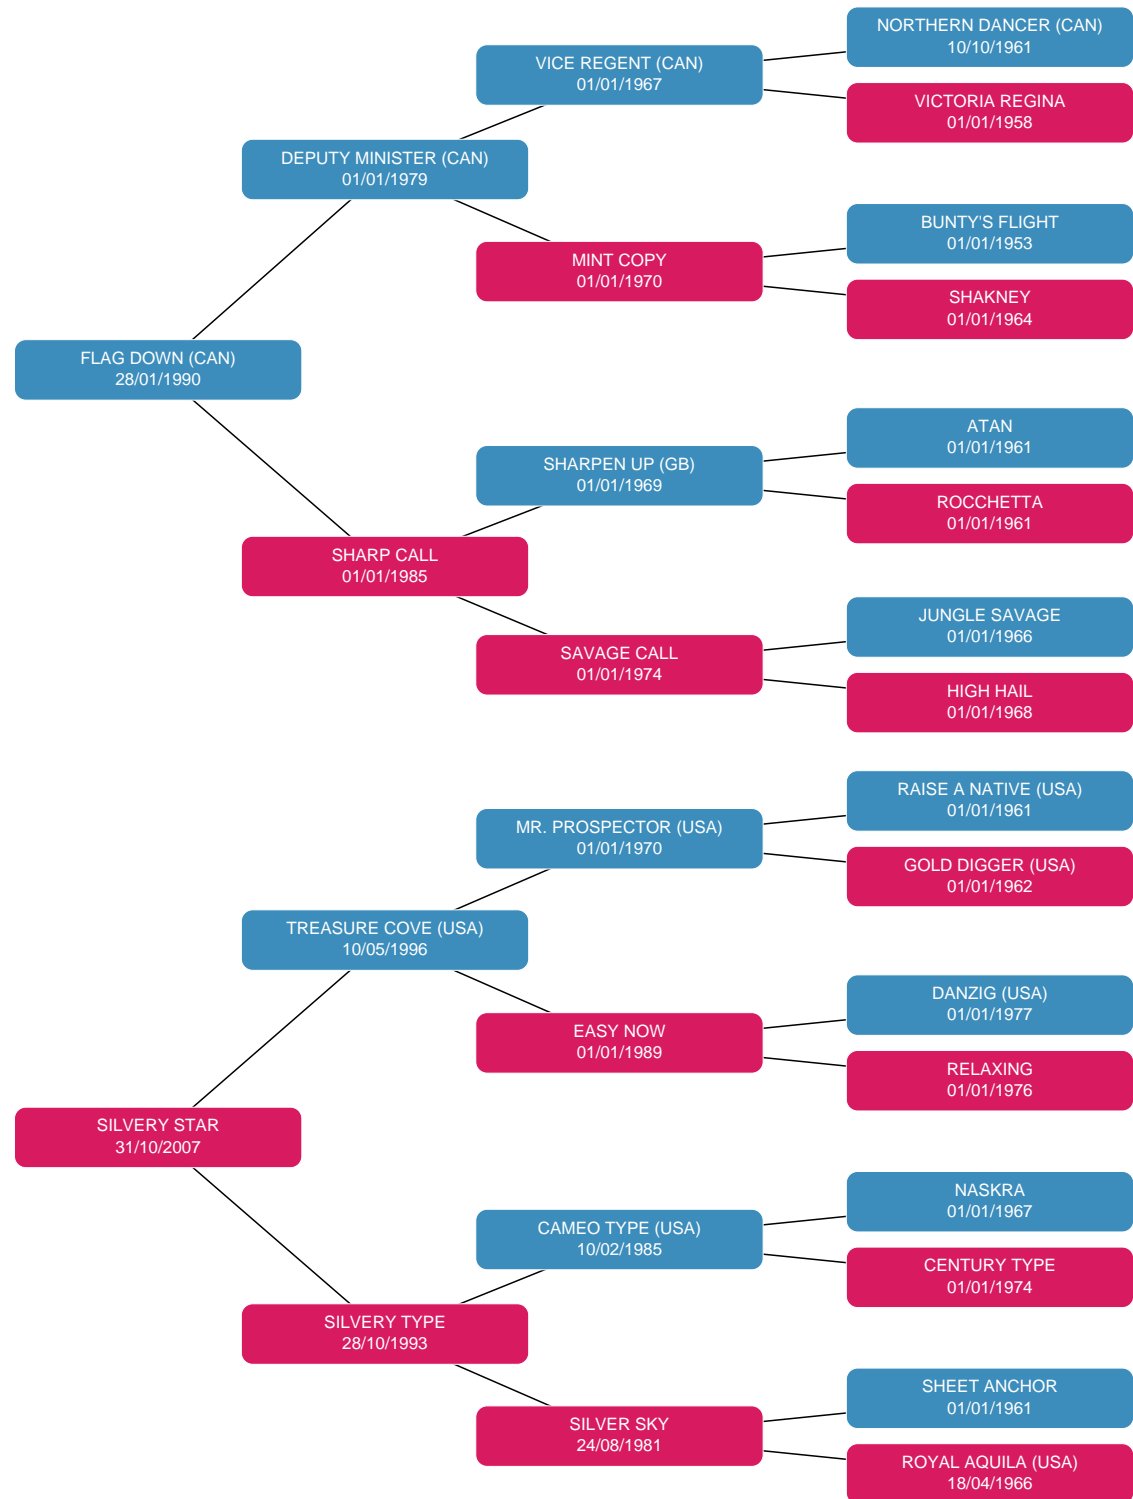 NORTHERN DANCER (CAN)
10/10/1961
VICE REGENT (CAN)
01/01/1967
VICTORIA REGINA
01/01/1958
DEPUTY MINISTER (CAN)
01/01/1979
BUNTY'S FLIGHT
01/01/1953
MINT COPY
01/01/1970
SHAKNEY
01/01/1964
FLAG DOWN (CAN)
28/01/1990
ATAN
01/01/1961
SHARPEN UP (GB)
01/01/1969
ROCCHETTA
01/01/1961
SHARP CALL
01/01/1985
JUNGLE SAVAGE
01/01/1966
SAVAGE CALL
01/01/1974
HIGH HAIL
01/01/1968
RAISE A NATIVE (USA)
01/01/1961
MR. PROSPECTOR (USA)
01/01/1970
GOLD DIGGER (USA)
01/01/1962
TREASURE COVE (USA)
10/05/1996
DANZIG (USA)
01/01/1977
EASY NOW
01/01/1989
RELAXING
01/01/1976
SILVERY STAR
31/10/2007
NASKRA
01/01/1967
CAMEO TYPE (USA)
10/02/1985
CENTURY TYPE
01/01/1974
SILVERY TYPE
28/10/1993
SHEET ANCHOR
01/01/1961
SILVER SKY
24/08/1981
ROYAL AQUILA (USA)
18/04/1966